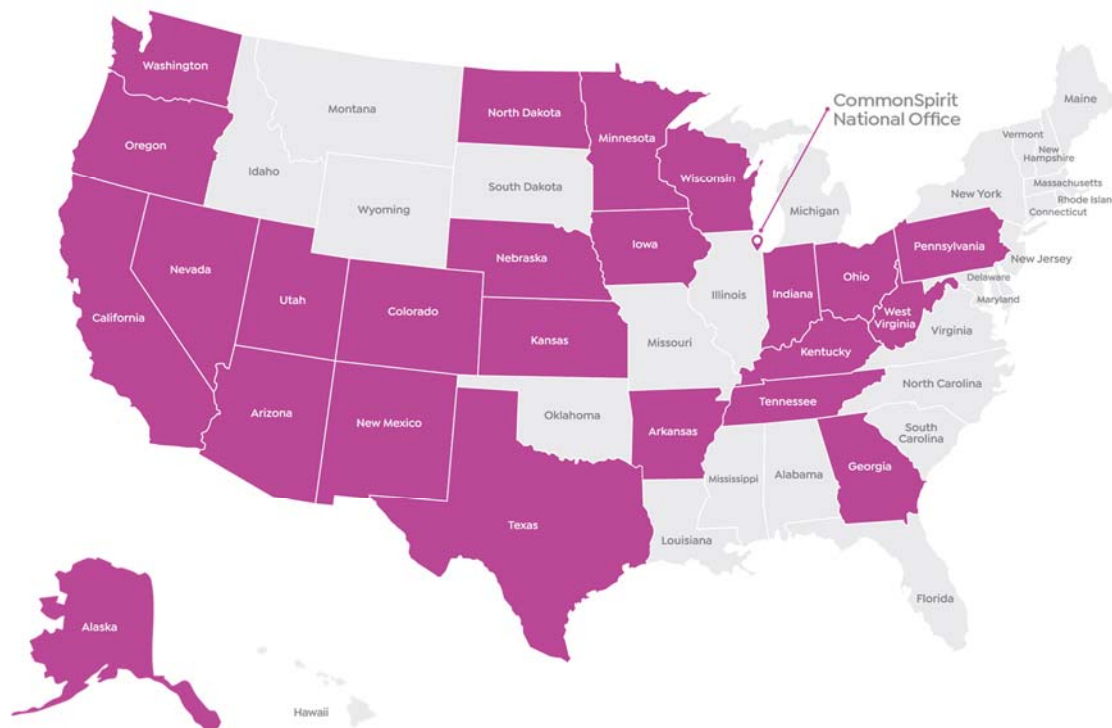 Washington
Montana
North Dakota
Minnesota
CommonSpirit
National Office
Maine
Vermont
New
Hampshire
Oregon
Idaho
South Dakota
Wisconsin
Michigan
New York
Massachusetts
Rhode Islan
Connecticut
Wyoming
Iowa
Pennsylvania
Nebraska
Nevada
Utah
Colorado
Illinois
Indiana
Ohio
New Jersey
Delaware
Maryland
California
Kansas
Missouri
West
Virginia
Virginia
Kentucky
North Carolina
Tennessee
Arizona
New Mexico
Oklahoma
Arkansas
South
Carolina
Mississippi
Alabama
Georgia
Texas
Louisiana
Florida
Alaska
Hawaii